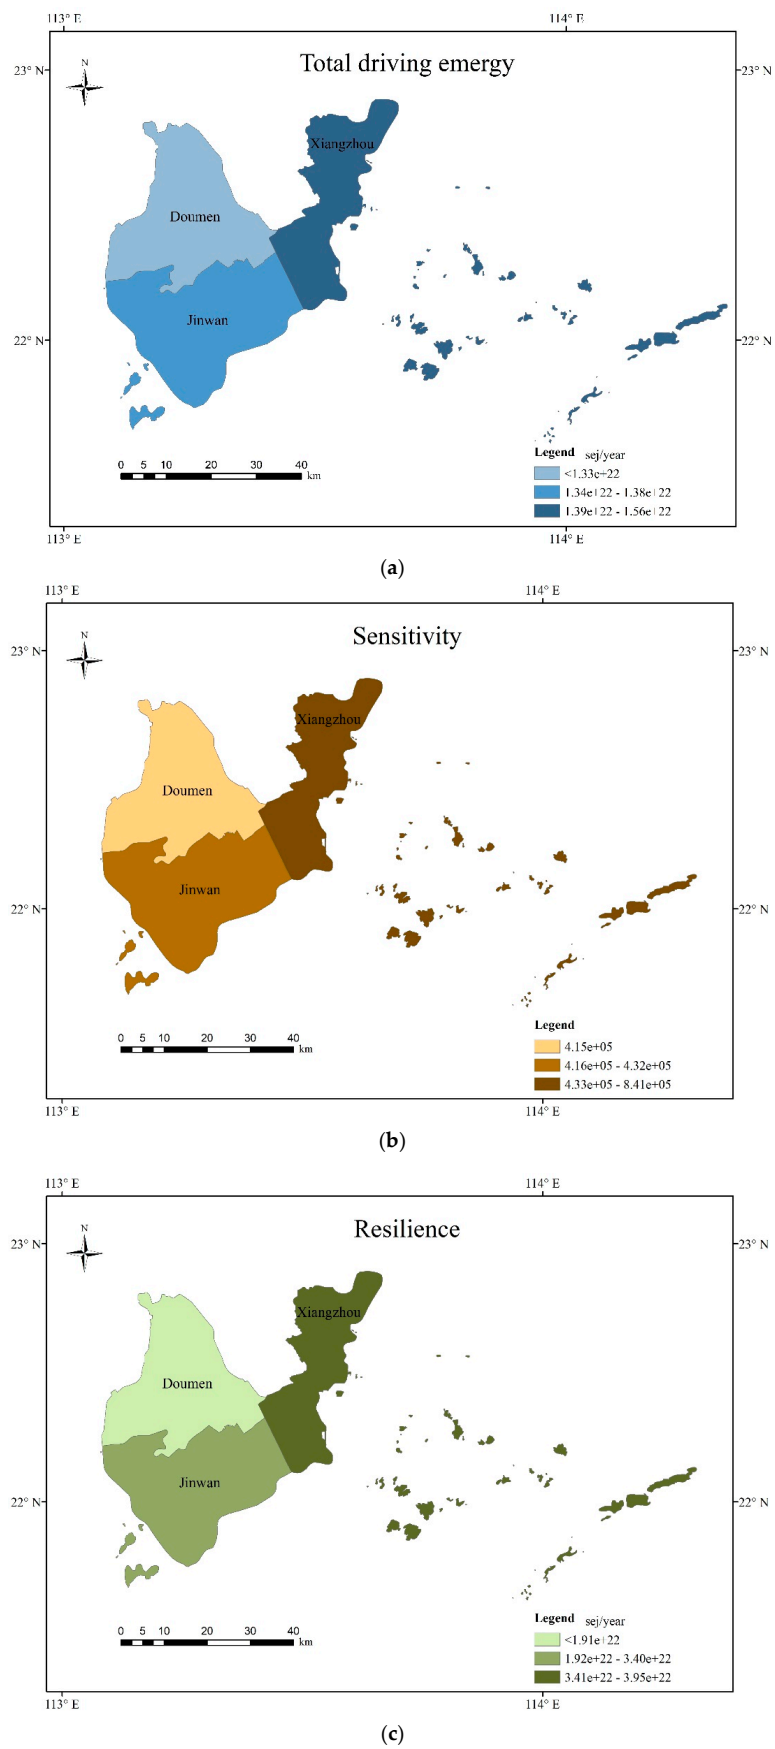 113° E 114° E
N
Total driving emergy
23° N 23° N
Xiangzhou
Doumen
Jinwan
22° N 22° N
Legend sej/year
<1.33e+22
1.34e+22 - 1.38e+22
1.39e+22 - 1.56e+22
0 5 10 20 30 40
km
113° E 114° E
(a)
113° E 114° E
N
Sensitivity
23° N 23° N
Xiangzhou
Doumen
Jinwan
22° N 22° N
Legend
4.15e+05
4.16e+05 - 4.32e+05
4.33e+05 - 8.41e+05
0 5 10 20 30 40
km
113° E 114° E
(b)
113° E 114° E
N
Resilience
23° N 23° N
Xiangzhou
Doumen
Jinwan
22° N 22° N
Legend sej/year
<1.91e+22
1.92e+22 - 3.40e+22
3.41e+22 - 3.95e+22
0 5 10 20 30 40
km
113° E 114° E
(c)